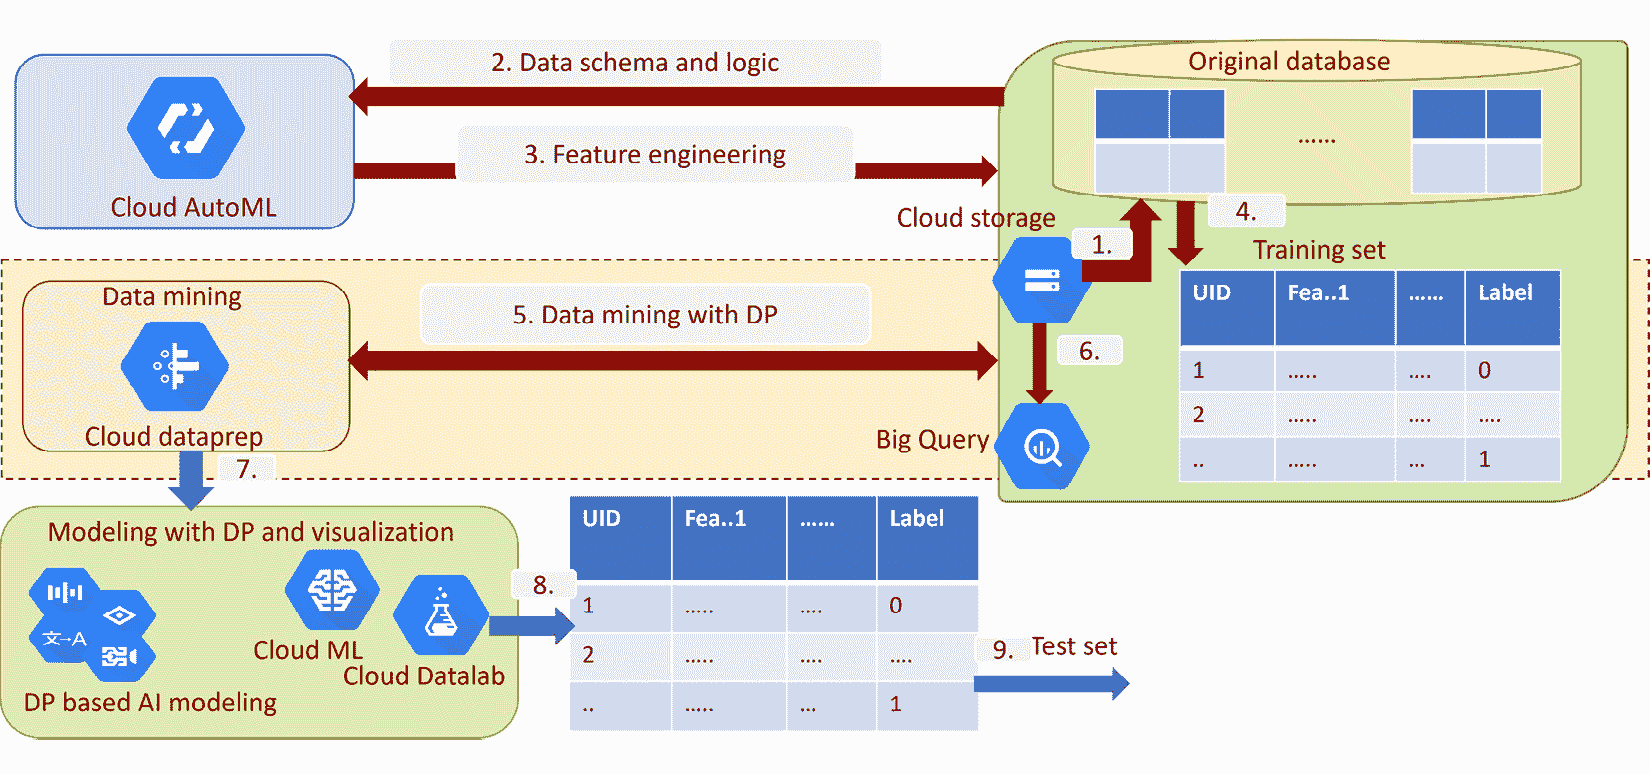 2. Data schema and logic
Original database
3. Feature engineering
......
Cloud AutoML
Cloud storage
1.
4.
Training set
Data mining
5. Data mining with DP
UID Fea..1 ...... Label
6.
1 ..... .... 0
2 ..... .... ....
.. ..... ... 1
Cloud dataprep
Big Query
7.
Modeling with DP and visualization
文→A
Cloud ML
Cloud Datalab
DP based AI modeling
8.
UID Fea..1 ...... Label
1 ..... .... 0
2 ..... .... ....
.. ..... ... 1
9. Test set